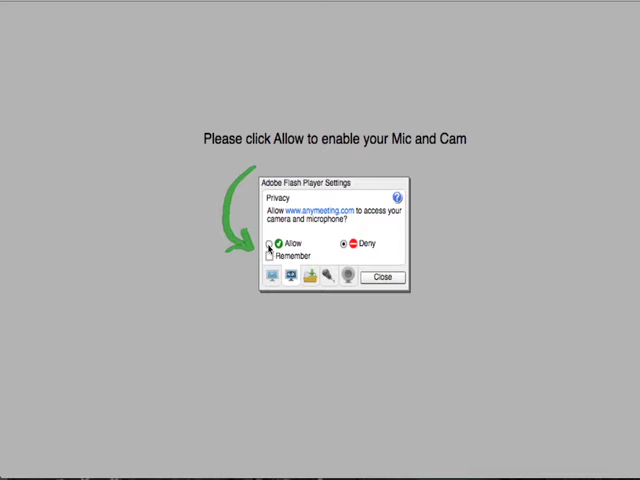 Please click Allow to enable your Mic and Cam
Adobe Flash Player Settings
Privacy
?
Allow www.anymeeting.com to access your
camera and microphone?
Allow
Deny
Remember
Close